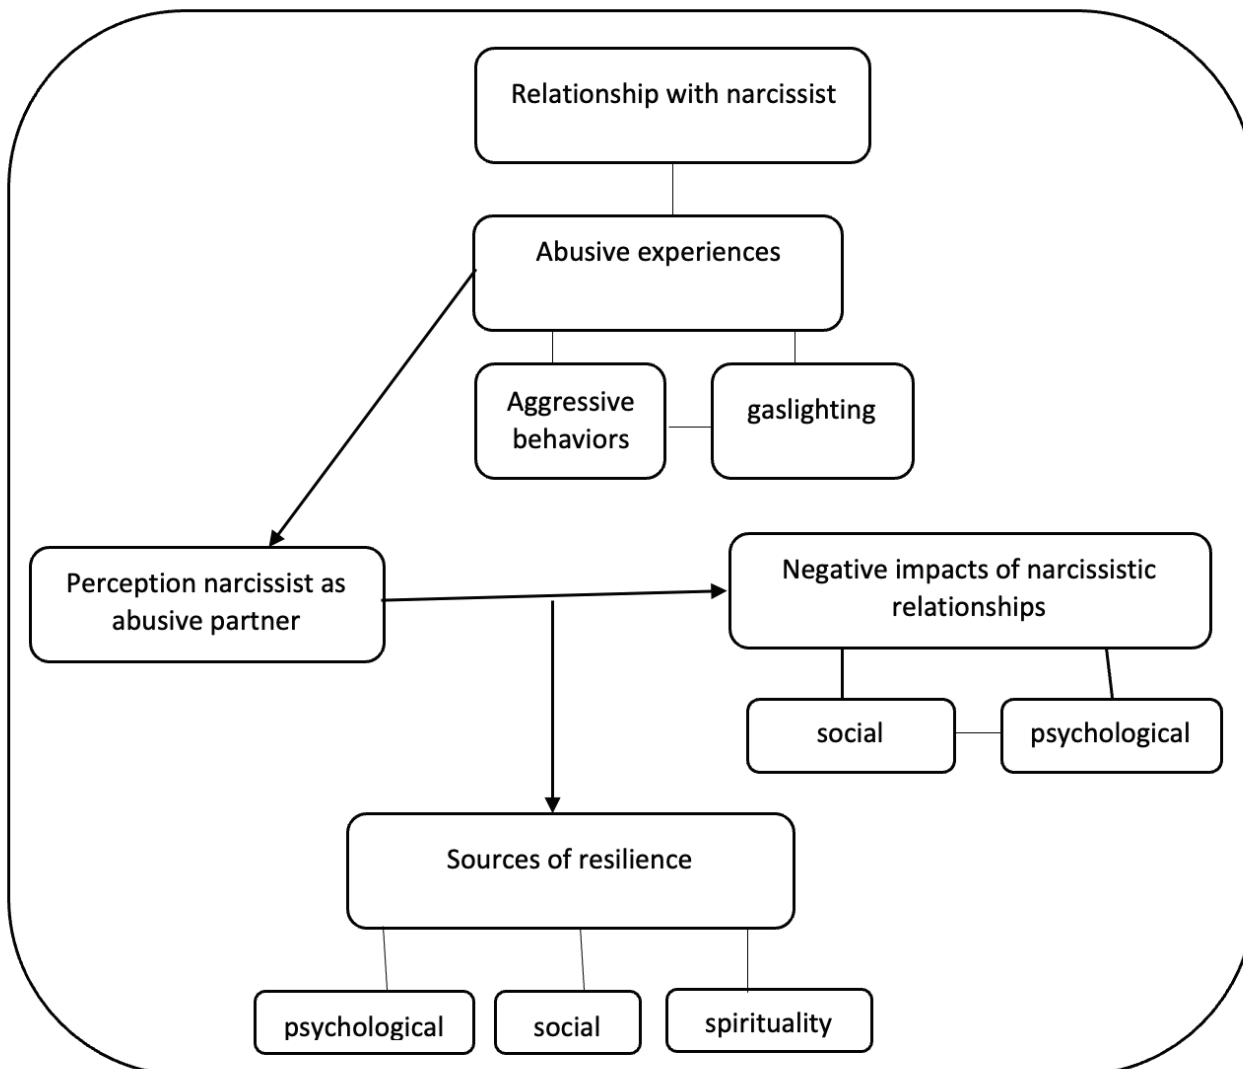 Relationship with narcissist
Abusive experiences
Aggressive
behaviors
gaslighting
Perception narcissist as
abusive partner
Negative impacts of narcissistic
relationships
social
psychological
Sources of resilience
psychological
social
spirituality